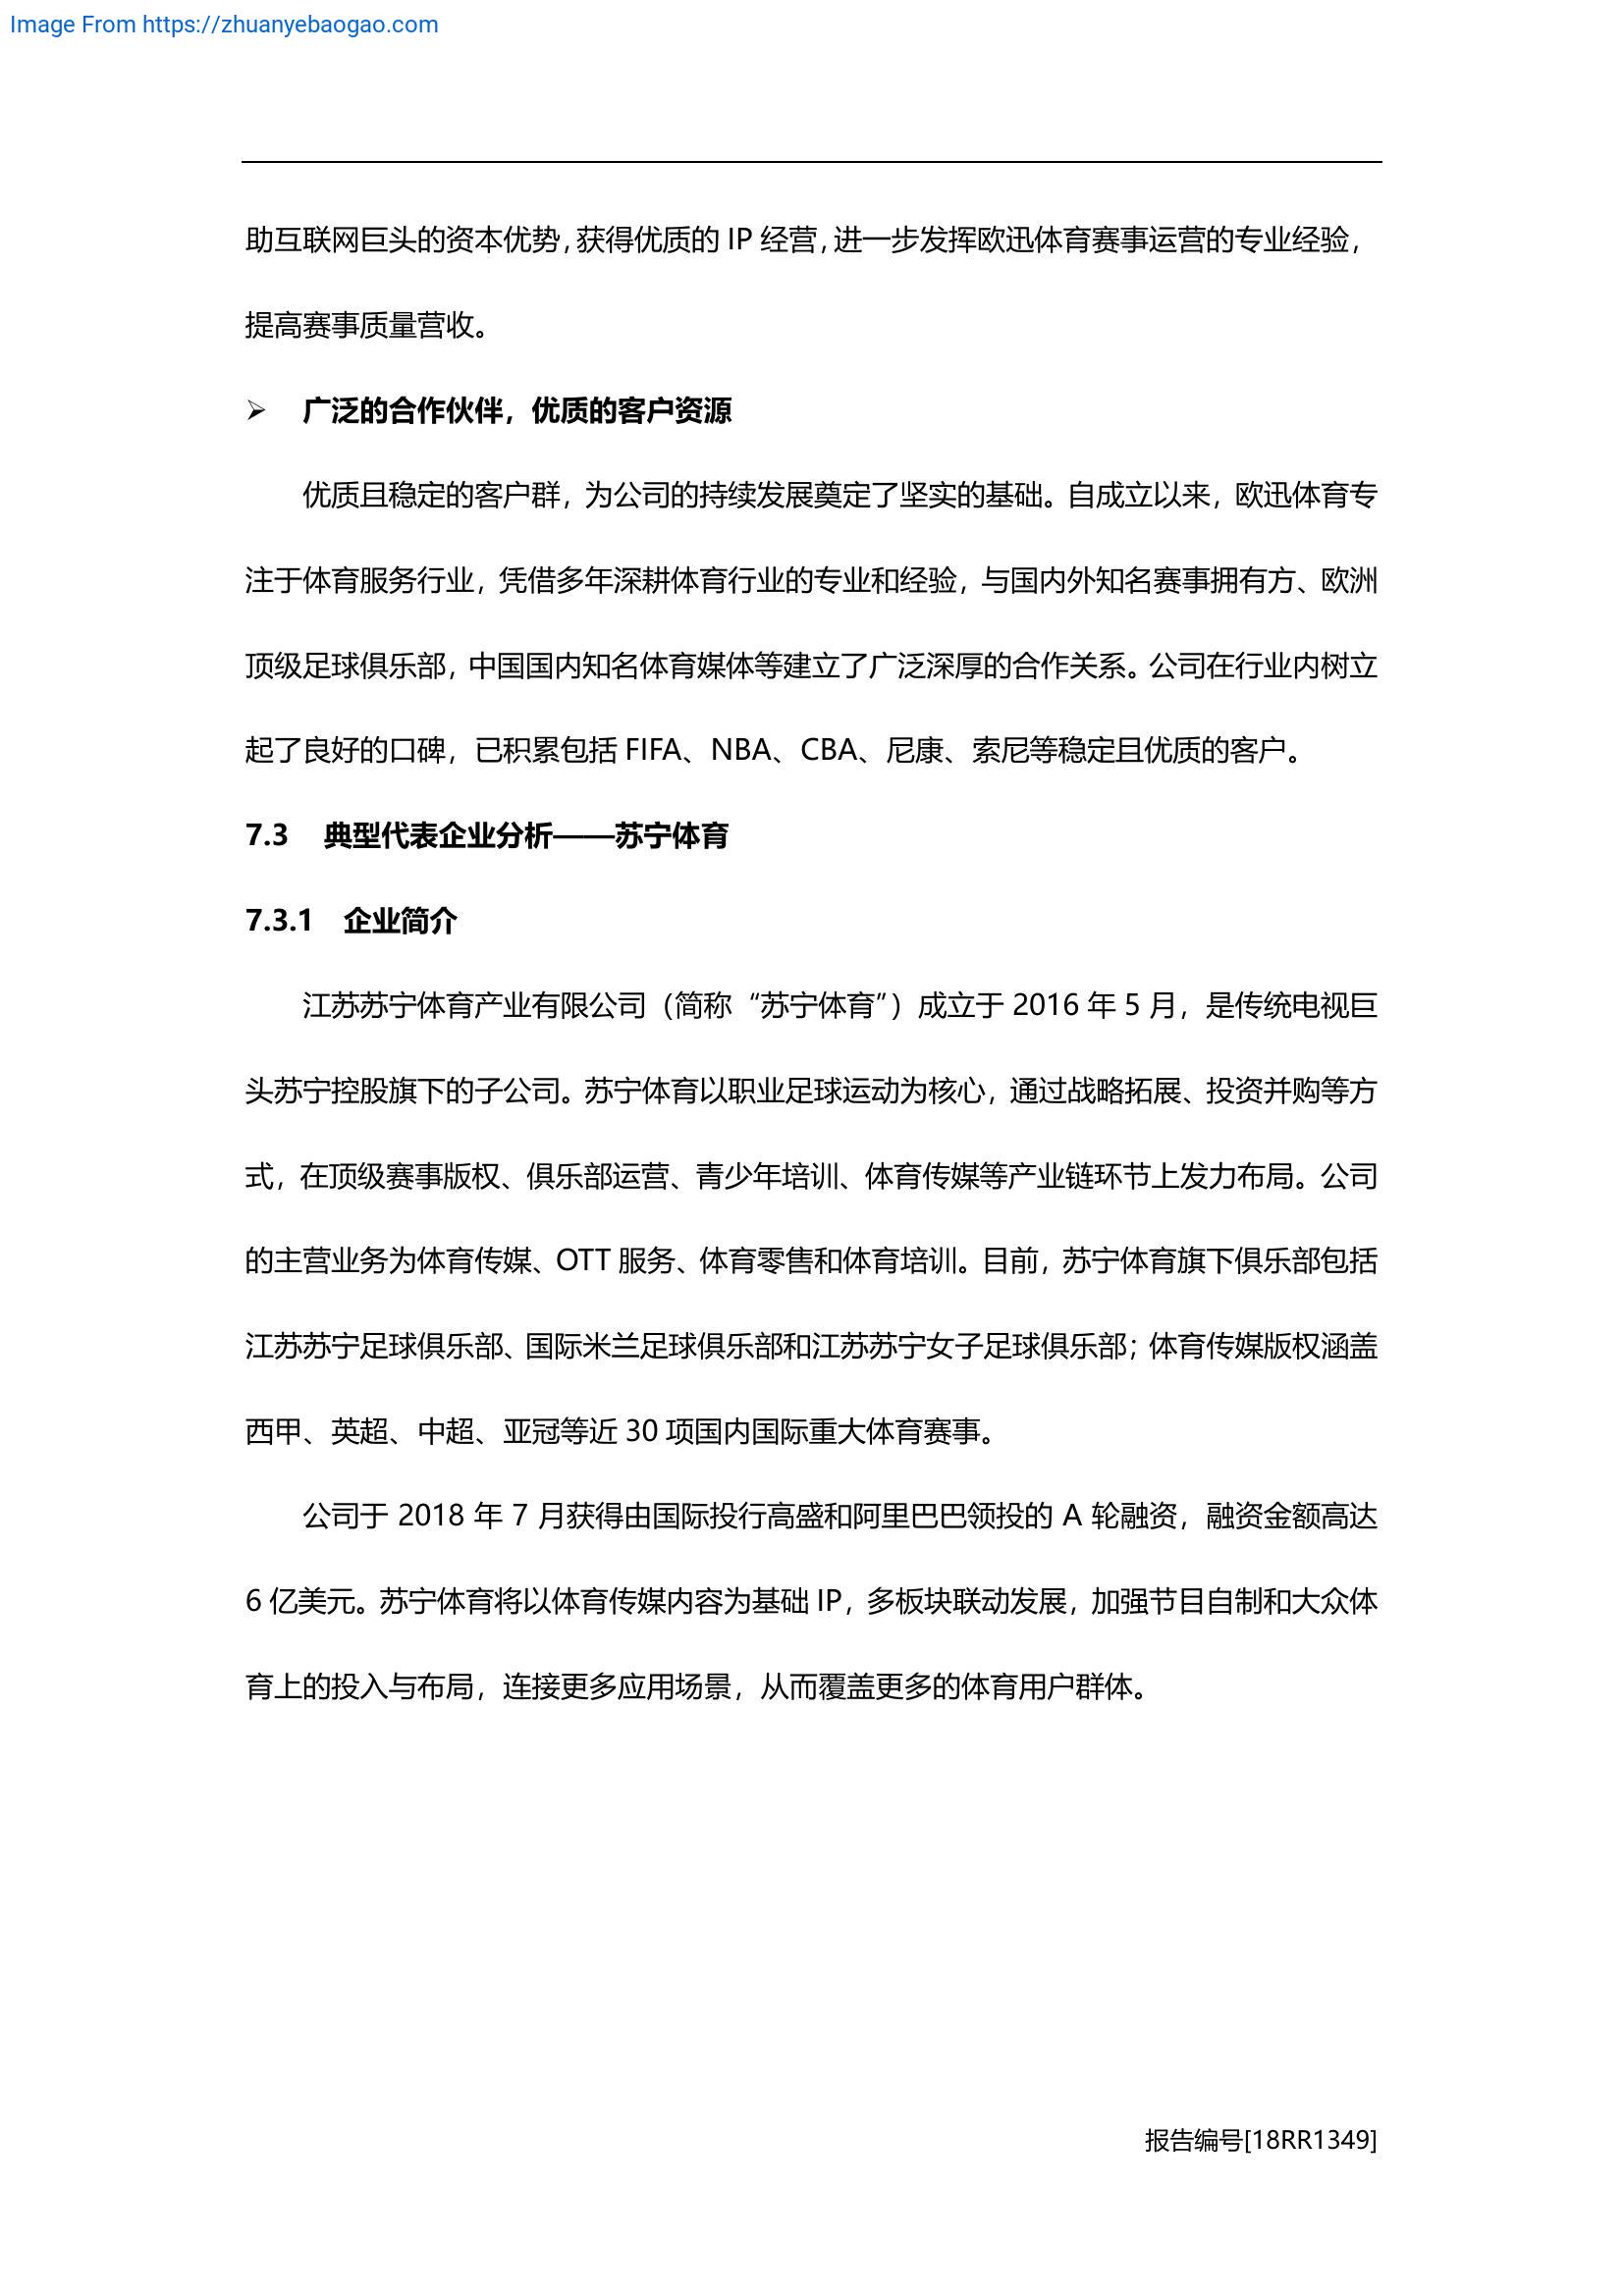 Image From https://zhuanyebaogao.com
助互联网巨头的资本优势，获得优质的 IP 经营，进一步发挥欧迅体育赛事运营的专业经验，
提高赛事质量营收。
➢ 广泛的合作伙伴，优质的客户资源
优质且稳定的客户群，为公司的持续发展奠定了坚实的基础。自成立以来，欧迅体育专
注于体育服务行业，凭借多年深耕体育行业的专业和经验，与国内外知名赛事拥有方、欧洲
顶级足球俱乐部，中国国内知名体育媒体等建立了广泛深厚的合作关系。公司在行业内树立
起了良好的口碑，已积累包括 FIFA、NBA、CBA、尼康、索尼等稳定且优质的客户。
7.3 典型代表企业分析——苏宁体育
7.3.1 企业简介
江苏苏宁体育产业有限公司（简称“苏宁体育”）成立于 2016 年 5 月，是传统电视巨
头苏宁控股旗下的子公司。苏宁体育以职业足球运动为核心，通过战略拓展、投资并购等方
式，在顶级赛事版权、俱乐部运营、青少年培训、体育传媒等产业链环节上发力布局。公司
的主营业务为体育传媒、OTT 服务、体育零售和体育培训。目前，苏宁体育旗下俱乐部包括
江苏苏宁足球俱乐部、国际米兰足球俱乐部和江苏苏宁女子足球俱乐部；体育传媒版权涵盖
西甲、英超、中超、亚冠等近 30 项国内国际重大体育赛事。
公司于 2018 年 7 月获得由国际投行高盛和阿里巴巴领投的 A 轮融资，融资金额高达
6 亿美元。苏宁体育将以体育传媒内容为基础 IP，多板块联动发展，加强节目自制和大众体
育上的投入与布局，连接更多应用场景，从而覆盖更多的体育用户群体。
报告编号[18RR1349]